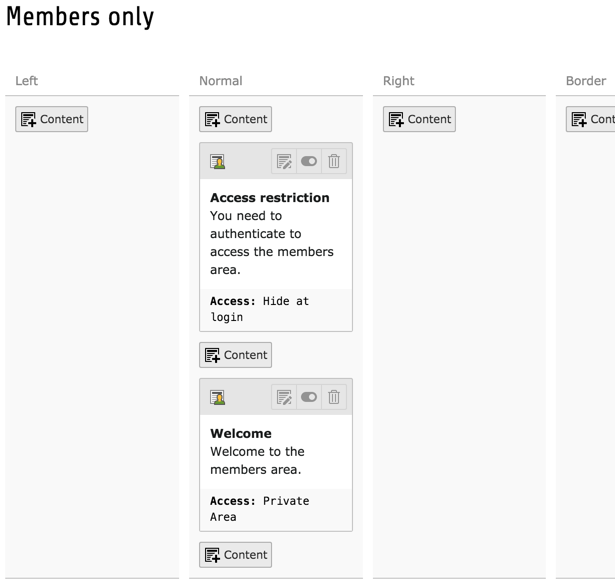 Members only
Left
Normal
Right
Border
Content
Content
Content
Cont
Access restriction
You need to
authenticate to
access the members
area.
Access: Hide at
login
Content
Welcome
Welcome to the
members area.
Access: Private
Area
Content